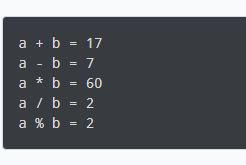 a + b = 17
a - b = 7
a * b = 60
a / b = 2
a % b = 2